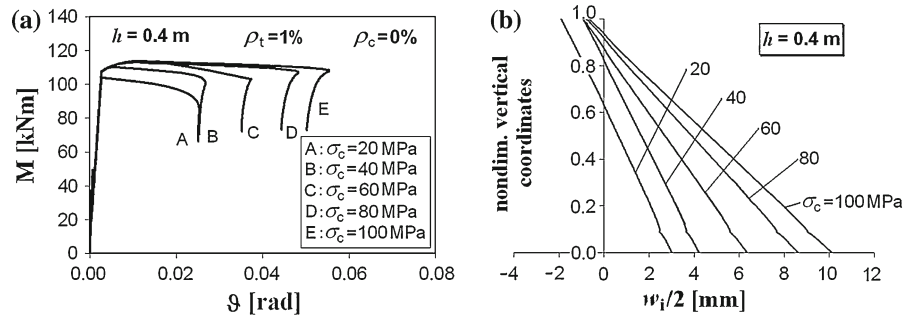 (a)
h = 0.4 m ρt=1% ρc=0%
M [kNm]
140
120
100
80
60
40
20
0
0.00 0.02 0.04 0.06 0.08
ϑ [rad]
A B C D E
A: σc=20 MPa
B: σc=40 MPa
C: σc=60 MPa
D: σc=80 MPa
E: σc=100 MPa
(b)
h = 0.4 m
nondim. vertical
coordinates
1.0
0.8
0.6
0.4
0.2
0.0
-4 -2 0 2 4 6 8 10 12
wi/2 [mm]
20
40
60
80
σc=100 MPa